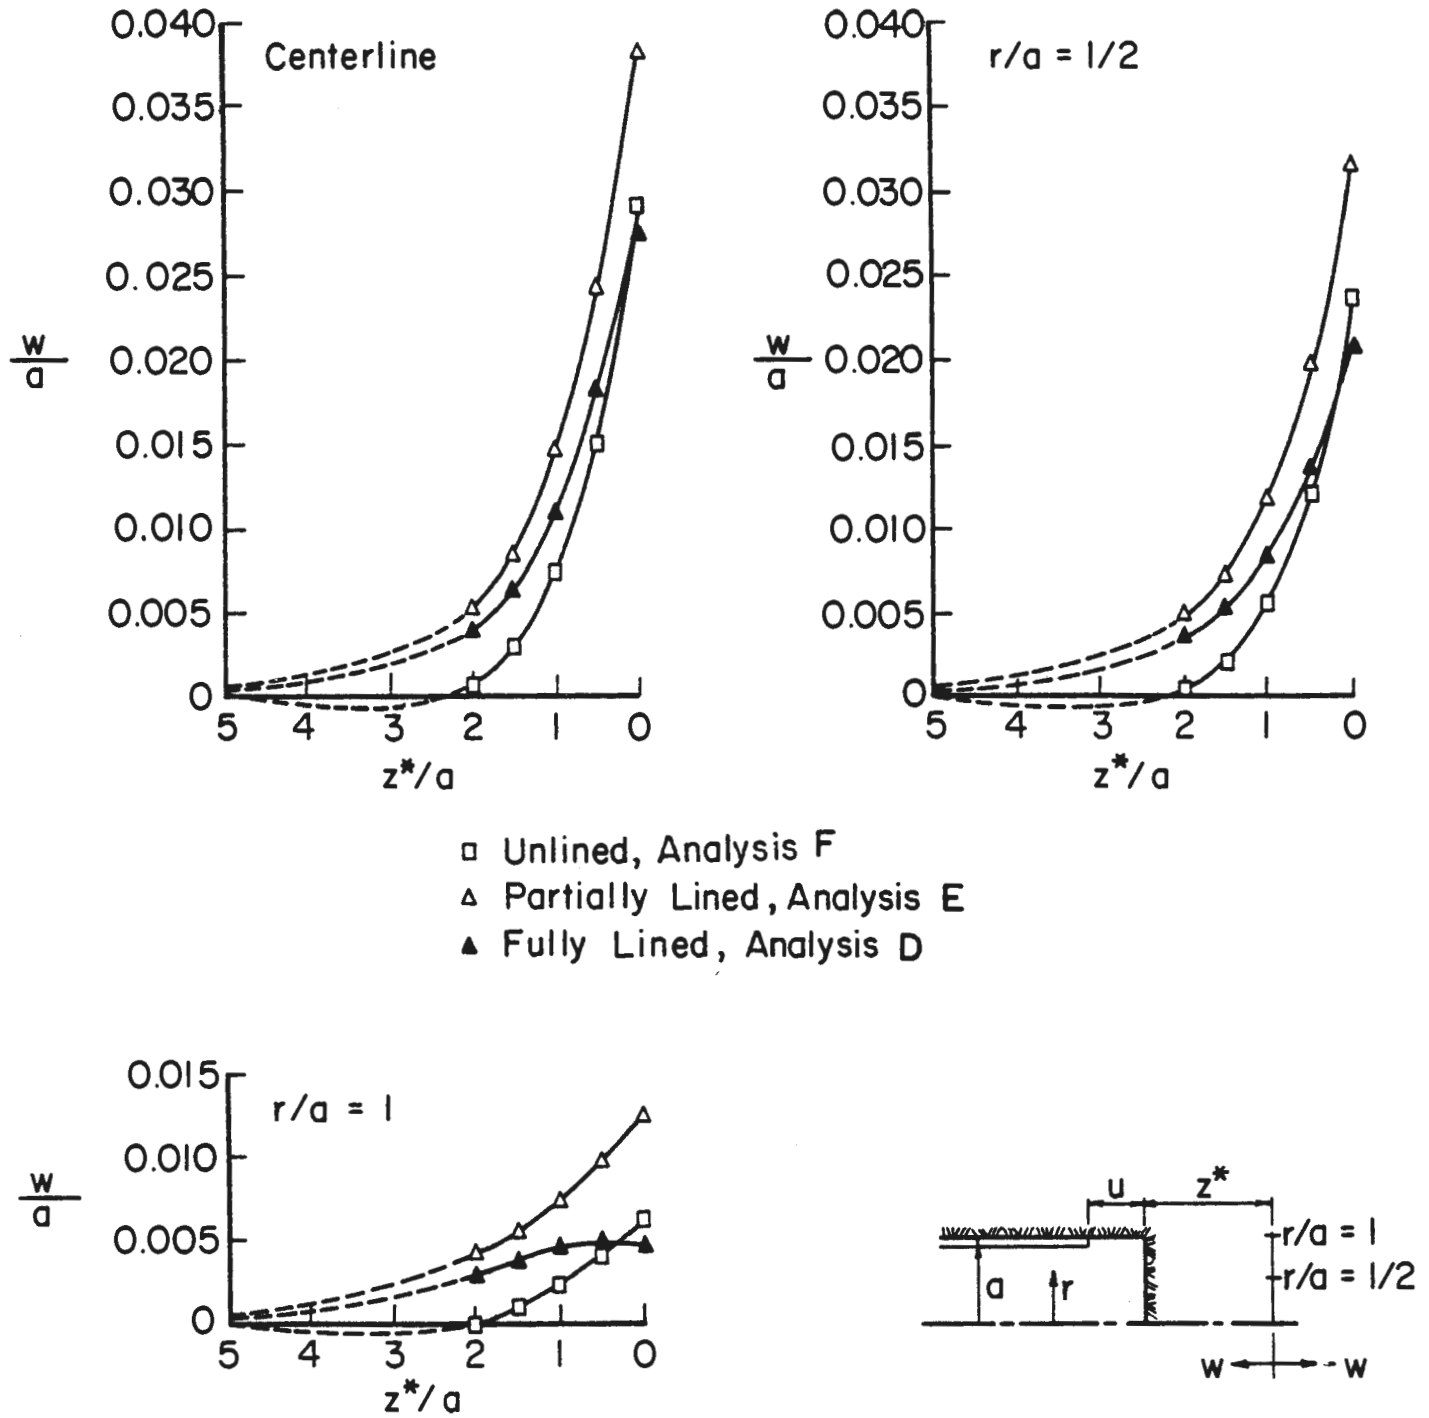 Centerline
0.040
0.035
0.030
0.025
0.020
0.015
0.010
0.005
0
w
a
5 4 3 2 1 0
z*/a
r/a = 1/2
0.040
0.035
0.030
0.025
0.020
0.015
0.010
0.005
0
w
a
5 4 3 2 1 0
z*/a
Unlined, Analysis F
Partially Lined, Analysis E
Fully Lined, Analysis D
r/a = 1
0.015
0.010
0.005
0
w
a
5 4 3 2 1 0
z*/a
u z*
r/a = 1
r/a = 1/2
a r
w - w